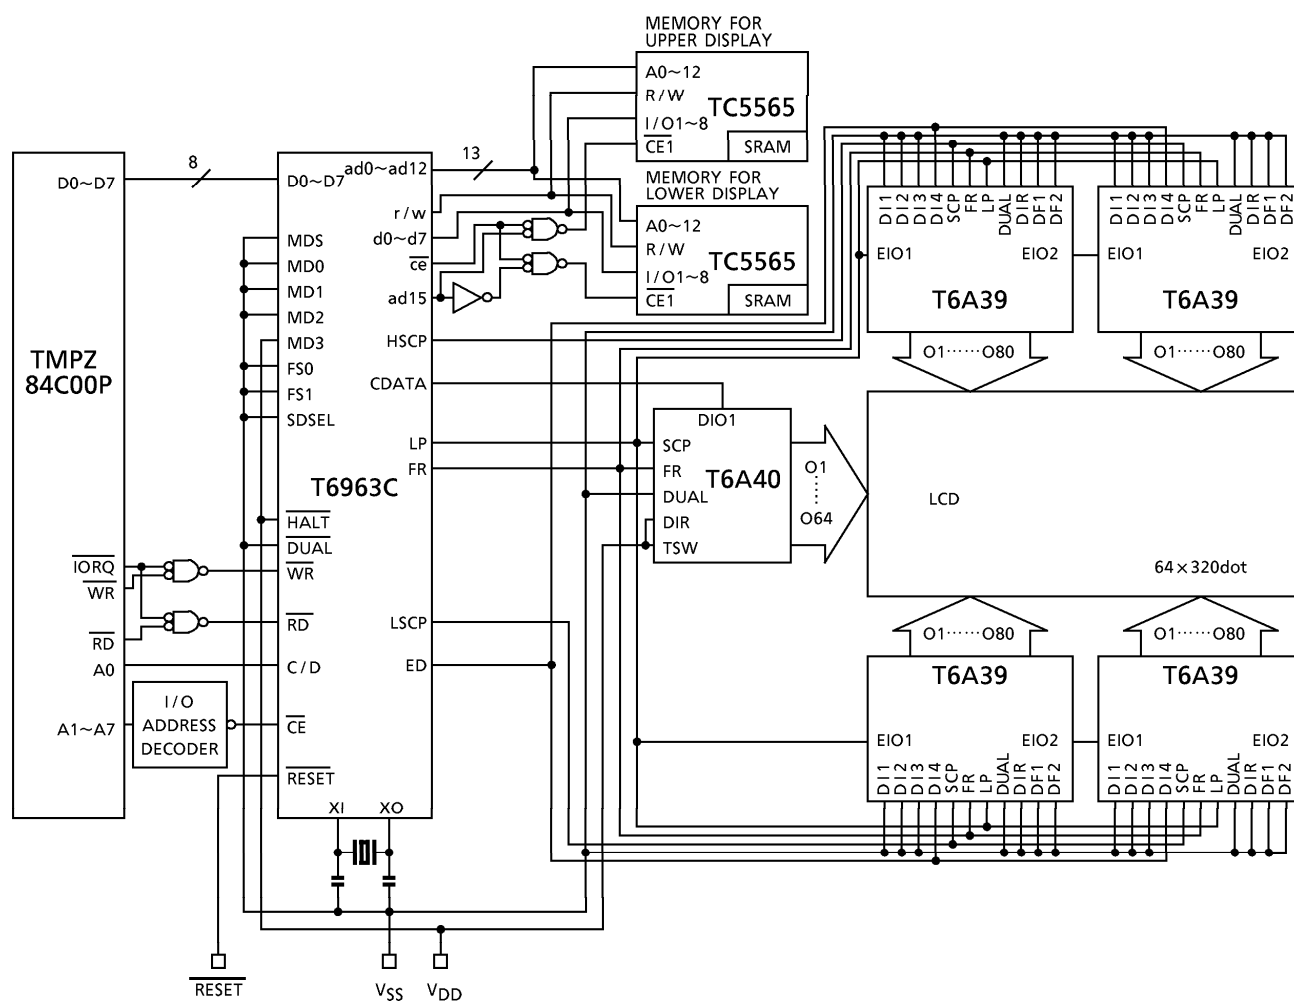 MEMORY FOR
UPPER DISPLAY
A0~12
R/W
TC5565
I/O1~8
CE1
SRAM
MEMORY FOR
LOWER DISPLAY
A0~12
R/W
TC5565
I/O1~8
CE1
SRAM
TMPZ
84C00P
D0~D7
IORQ
WR
RD
A0
A1~A7
8
I/O
ADDRESS
DECODER
D0~D7
MDS
MD0
MD1
MD2
MD3
FS0
FS1
SDSEL
T6963C
HALT
DUAL
WR
RD
C/D
CE
RESET
XI
XO
ad0~ad12
13
r/w
d0~d7
ce
ad15
HSCP
CDATA
LP
FR
LSCP
ED
DIO1
SCP
FR
T6A40
DUAL
DIR
TSW
O1
O64
DI1
DI2
DI3
DI4
SCP
FR
LP
DUAL
DIR
DF1
DF2
EIO1
EIO2
T6A39
O1······O80
DI1
DI2
DI3
DI4
SCP
FR
LP
DUAL
DIR
DF1
DF2
EIO1
EIO2
T6A39
O1······O80
LCD
64×320dot
O1······O80
T6A39
EIO1
EIO2
DI1
DI2
DI3
DI4
SCP
FR
LP
DUAL
DIR
DF1
DF2
O1······O80
T6A39
EIO1
EIO2
DI1
DI2
DI3
DI4
SCP
FR
LP
DUAL
DIR
DF1
DF2
RESET
VSS
VDD